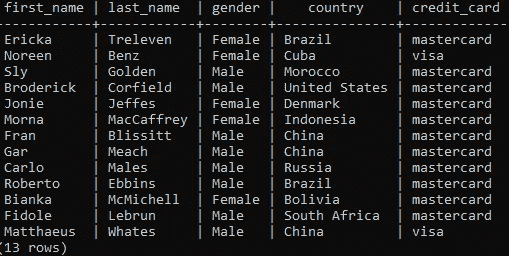 first_name | last_name | gender | country | credit_card
-----------+-----------+--------+---------------+------------
Ericka | Treleven | Female | Brazil | mastercard
Noreen | Benz | Female | Cuba | visa
Sly | Golden | Male | Morocco | mastercard
Broderick | Corfield | Male | United States | mastercard
Jonie | Jeffes | Female | Denmark | mastercard
Morna | MacCaffrey | Female | Indonesia | mastercard
Fran | Blissitt | Male | China | mastercard
Gar | Meach | Male | China | mastercard
Carlo | Males | Male | Russia | mastercard
Roberto | Ebbins | Male | Brazil | mastercard
Bianka | McMichell | Female | Bolivia | mastercard
Fidole | Lebrun | Male | South Africa | mastercard
Matthaeus | Whates | Male | China | visa
(13 rows)